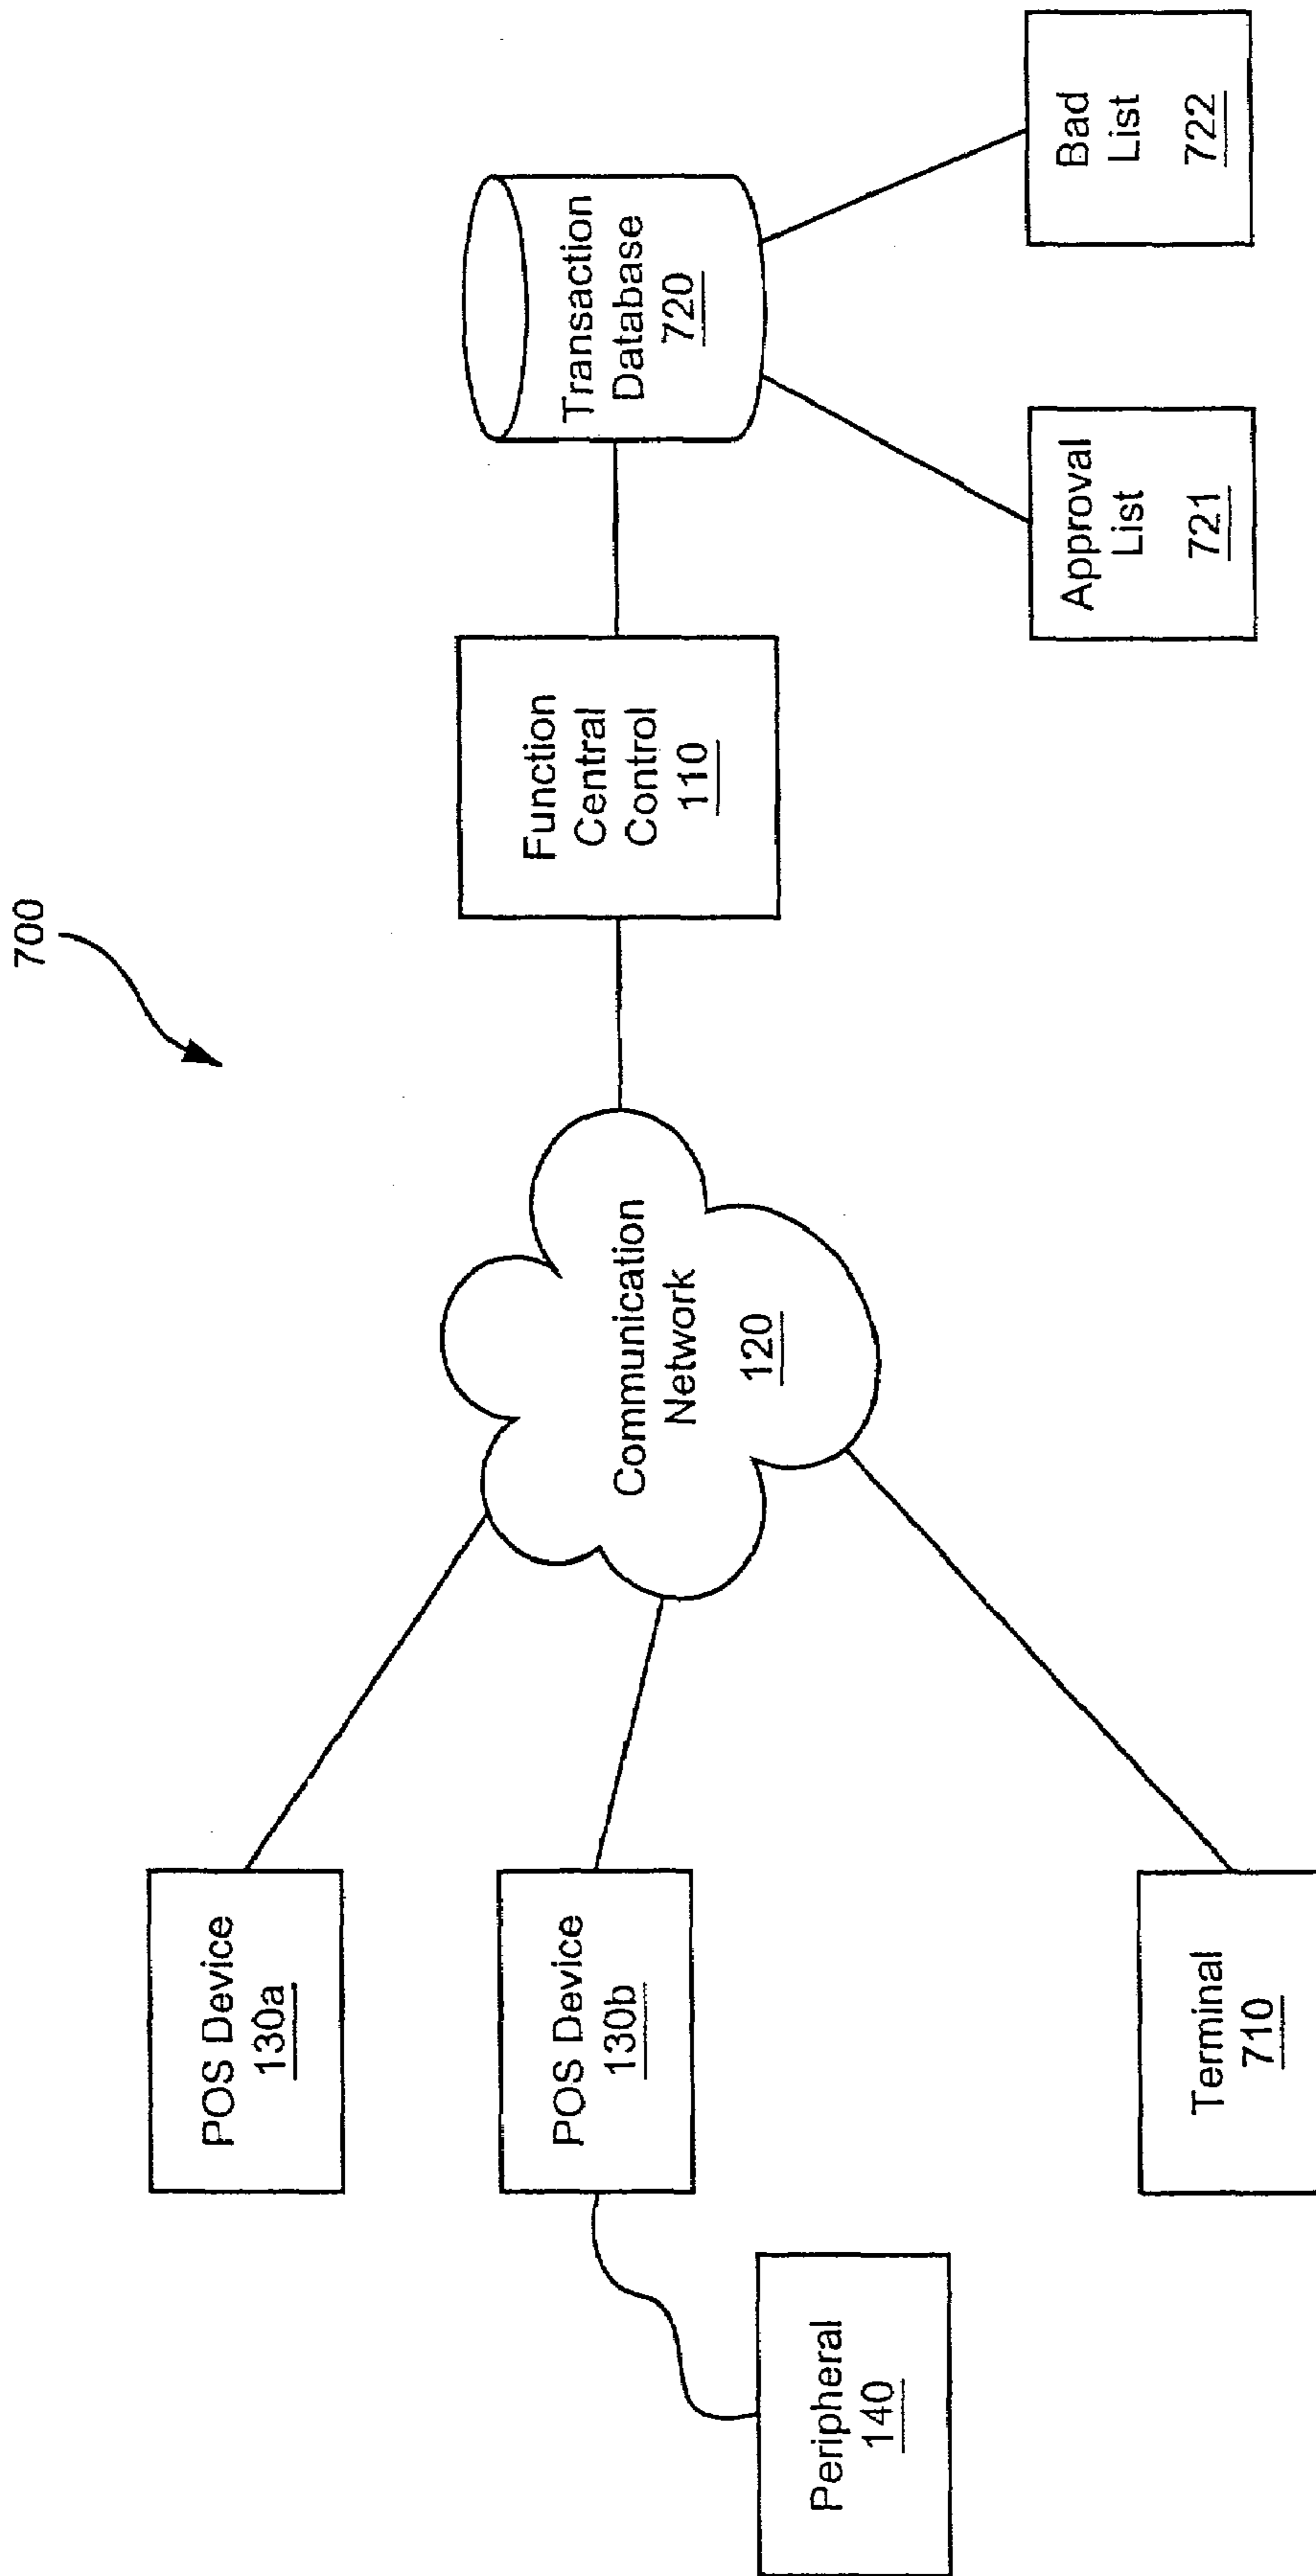 700
POS Device
130a
POS Device
130b
Peripheral
140
Terminal
710
Communication
Network
120
Function
Central
Control
110
Transaction
Database
720
Approval
List
721
Bad
List
722